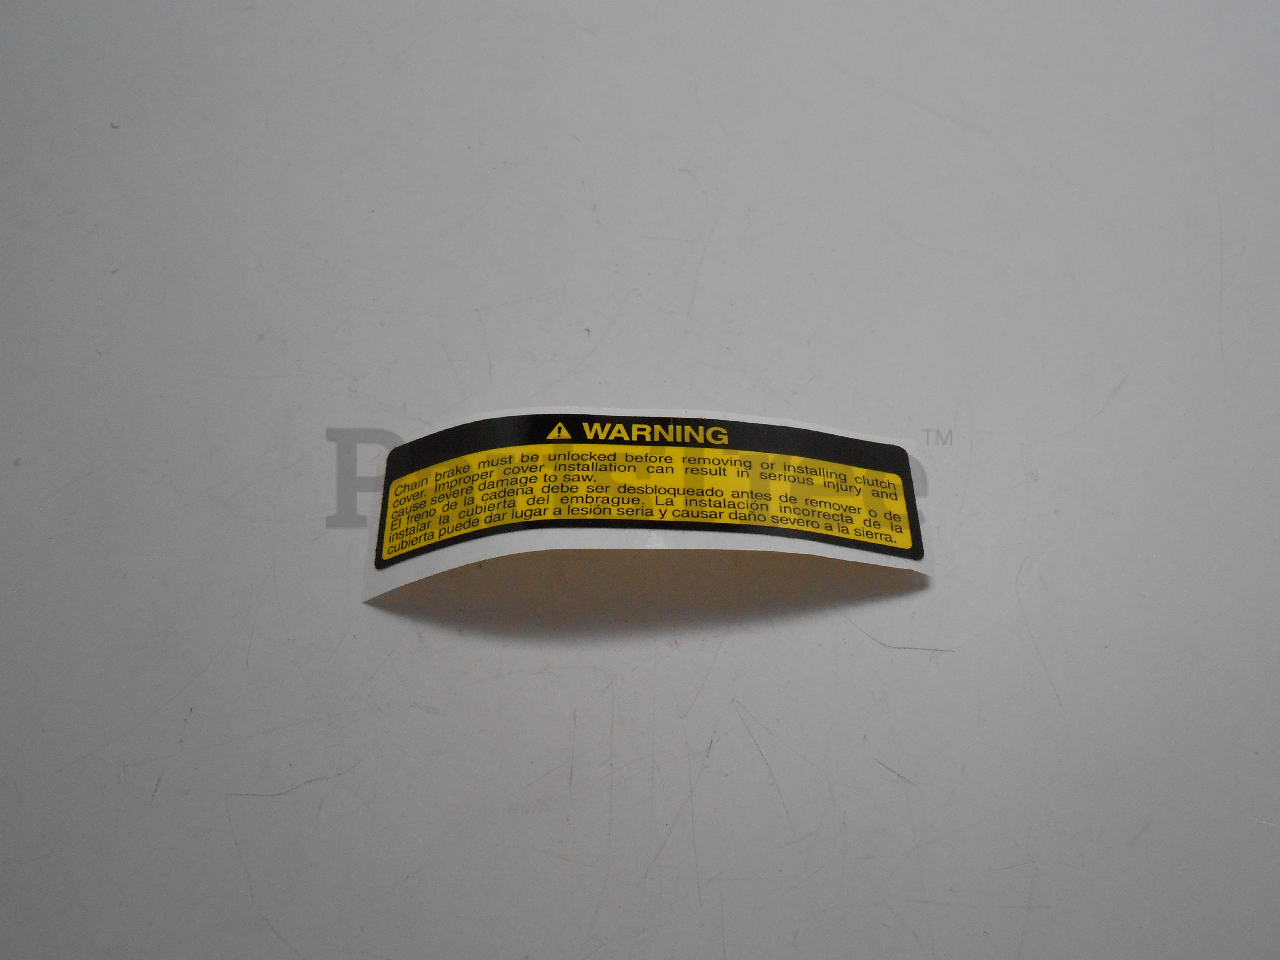 WARNING
Chain brake must be unlocked before removing or installing clutch
cover. Improper cover installation can result in serious injury and
cause severe damage to saw.
El freno de la cadena debe ser desbloqueado antes de remover o de
instalar la cubierta del embrague. La instalación incorrecta de la
cubierta puede dar lugar a lesión seria y causar daño severo a la sierra.
TM